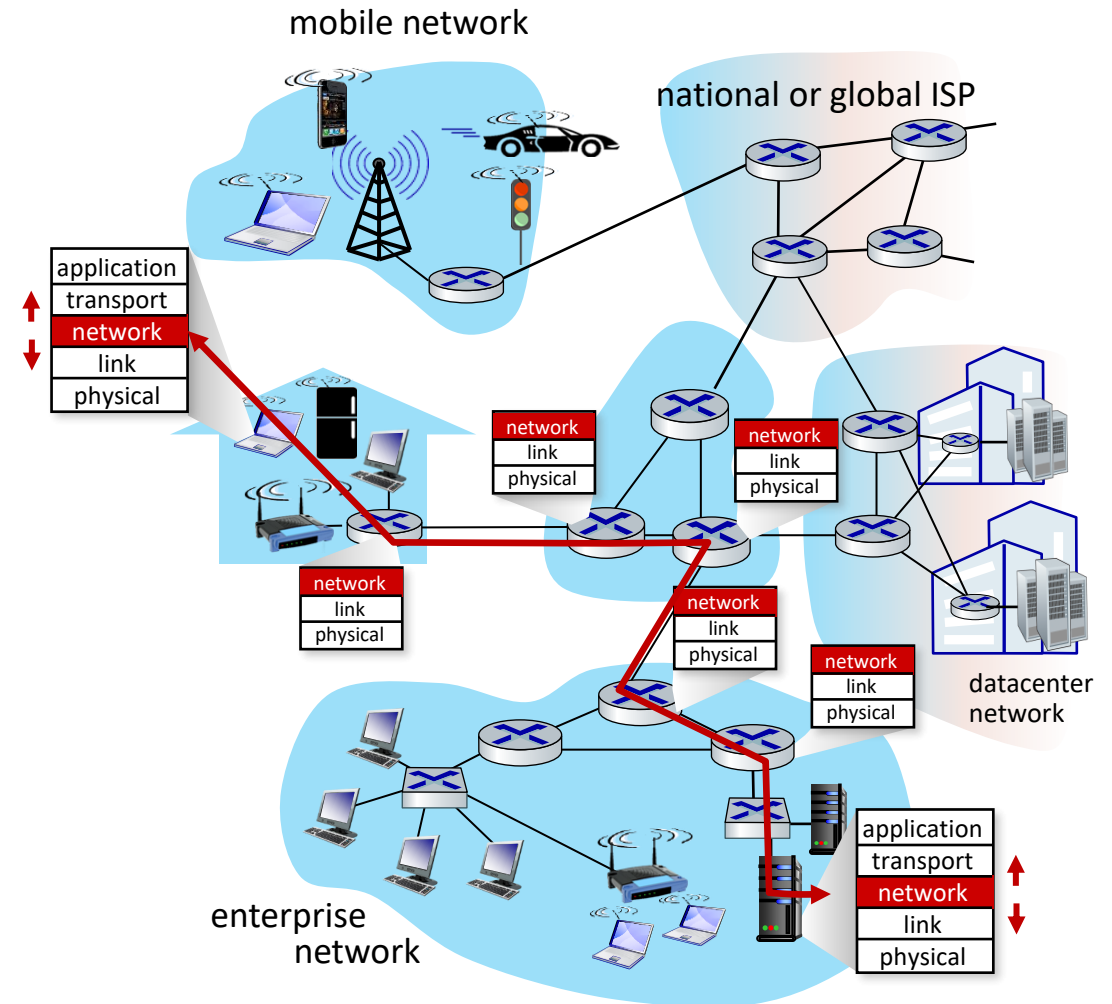 mobile network
national or global ISP
application
transport
network
link
physical
network
link
physical
network
link
physical
network
link
physical
network
link
physical
network
link
physical
datacenter
network
application
transport
network
link
physical
enterprise
network